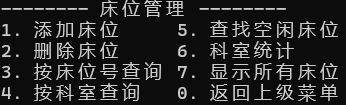 -------- 床位管理 --------
1. 添加床位     5. 查找空闲床位
2. 删除床位     6. 科室统计
3. 按床位号查询 7. 显示所有床位
4. 按科室查询   0. 返回上级菜单